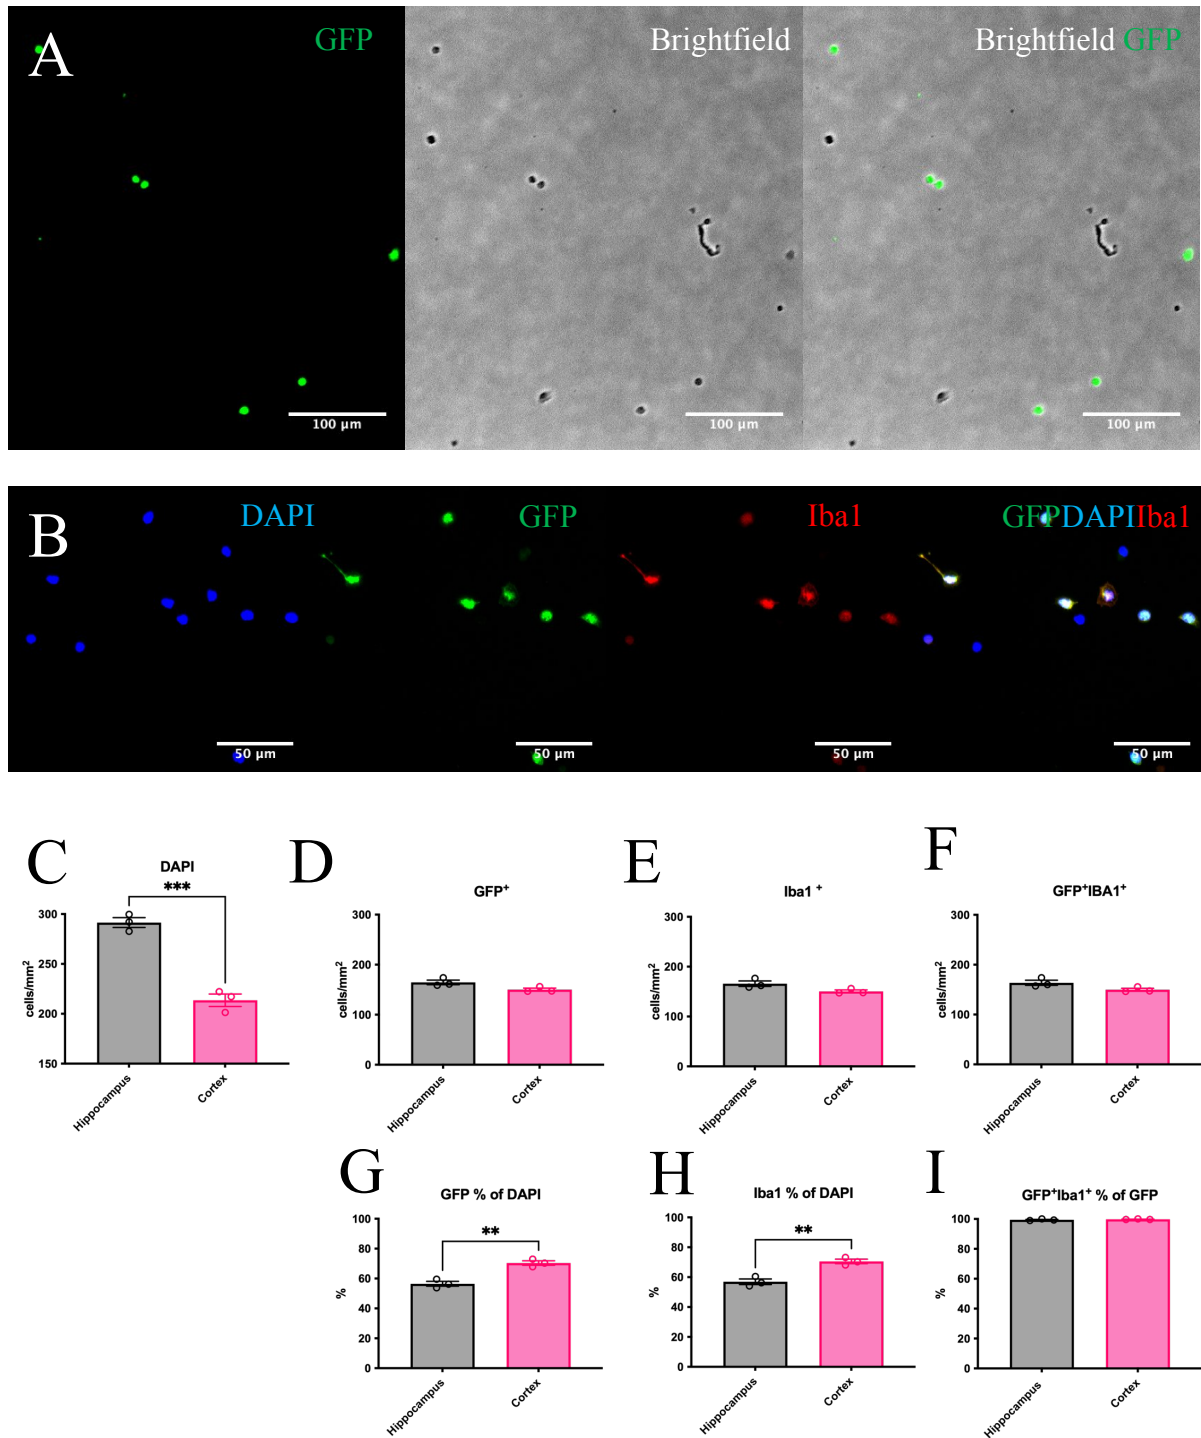 A
GFP
Brightfield
Brightfield GFP
100 µm
100 µm
100 µm
B
DAPI
GFP
Iba1
GFPDAPIIba1
50 µm
50 µm
50 µm
50 µm
C
DAPI
***
300
250
200
150
cells/mm²
Hippocampus
Cortex
D
GFP⁺
300
200
100
0
cells/mm²
Hippocampus
Cortex
E
Iba1 ⁺
300
200
100
0
cells/mm²
Hippocampus
Cortex
F
GFP⁺IBA1⁺
300
200
100
0
cells/mm²
Hippocampus
Cortex
G
GFP % of DAPI
**
100
80
60
40
20
0
%
Hippocampus
Cortex
H
Iba1 % of DAPI
**
100
80
60
40
20
0
%
Hippocampus
Cortex
I
GFP⁺Iba1⁺ % of GFP
100
80
60
40
20
0
%
Hippocampus
Cortex